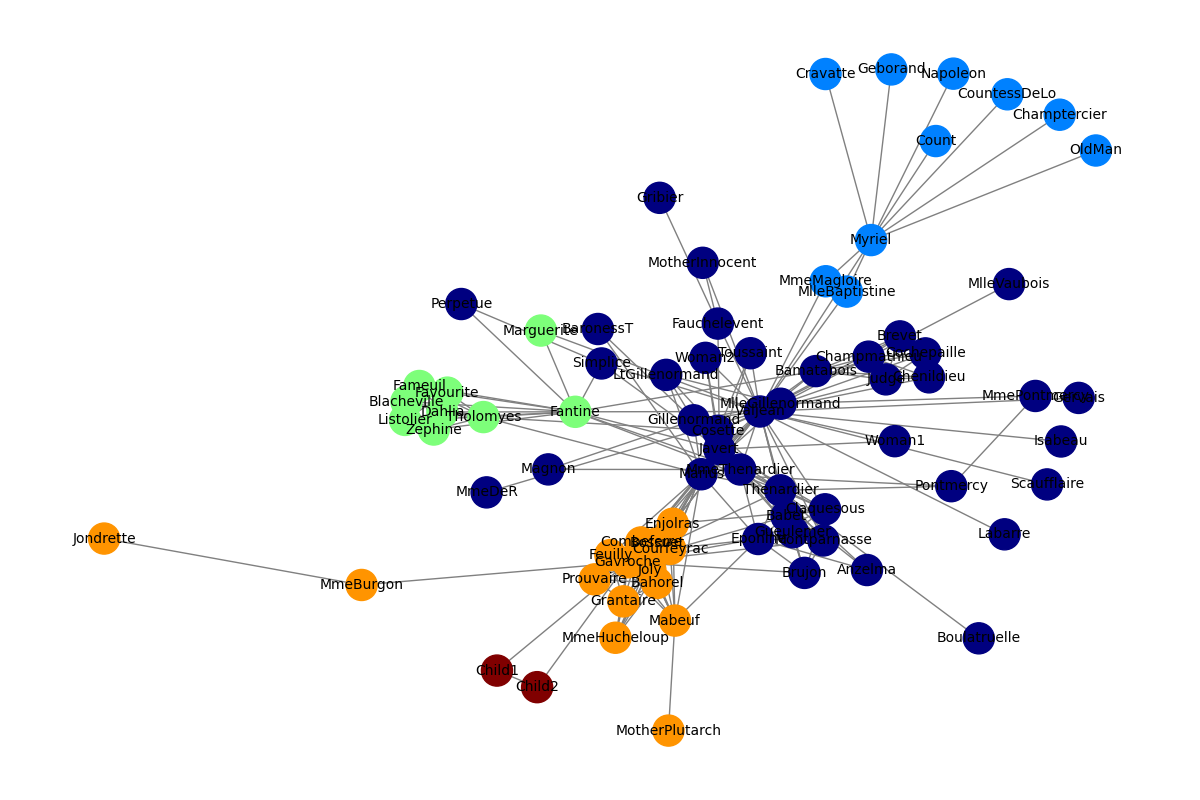 Cravatte
Geborand
Napoleon
CountessDeLo
Champtercier
Count
OldMan
Gribier
Myriel
MotherInnocent
MmeMagloire
MlleBaptistine
MlleVaubois
Perpetue
Marguerite
BaronessT
Fauchelevent
Brevet
Simplice
Woman2
Toussaint
Champmathieu
Cochepaille
LtGillenormand
Bamatabois
Judge
Chenildieu
Fameuil
Favourite
Blacheville
Dahlia
Listolier
Tholomyes
Zephine
Fantine
MlleGillenormand
Valjean
MmePontmercy
Gervais
Gillenormand
Cosette
Javert
Woman1
Isabeau
Magnon
Marius
MmeThenardier
MmeDeR
Thenardier
Pontmercy
Scaufflaire
Babet
Claquesous
Gueulemer
Enjolras
Labarre
Jondrette
Combeferre
Bossuet
Courfeyrac
Eponine
Montparnasse
Feuilly
Gavroche
Joly
Prouvaire
Bahorel
Brujon
Anzelma
MmeBurgon
Grantaire
Mabeuf
MmeHucheloup
Boulatruelle
Child1
Child2
MotherPlutarch